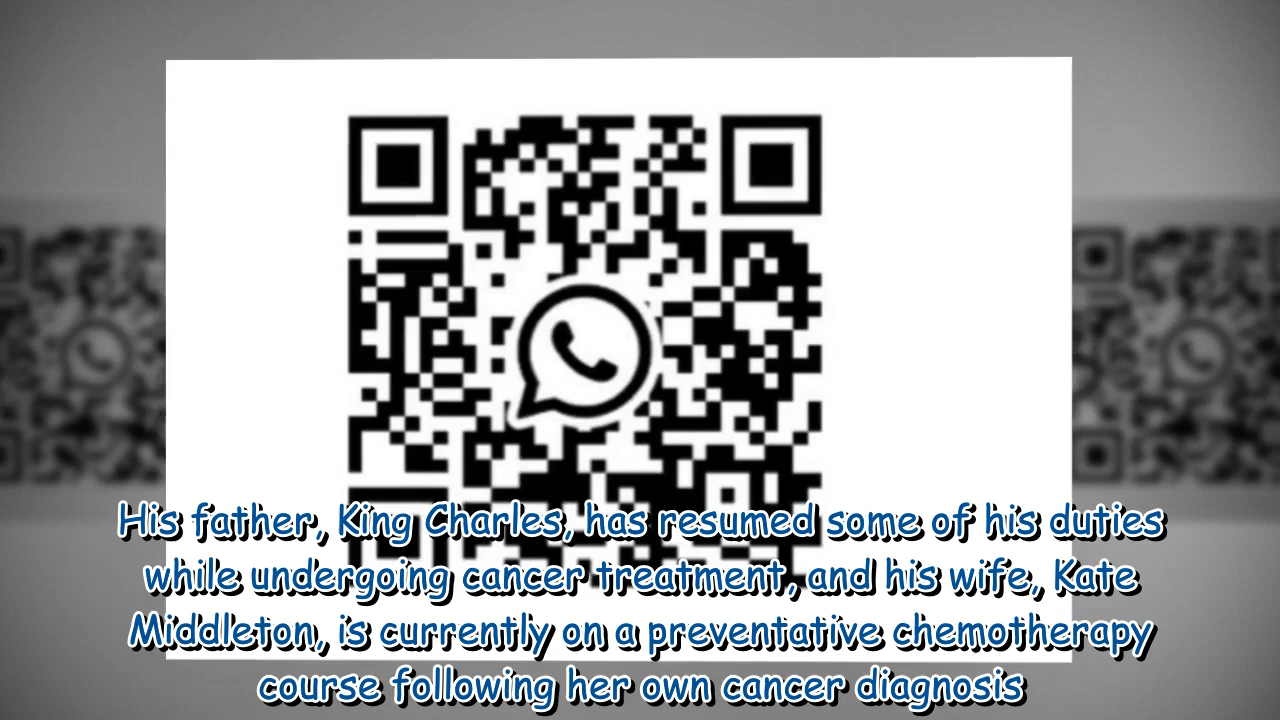 His father, King Charles, has resumed some of his duties
while undergoing cancer treatment, and his wife, Kate
Middleton, is currently on a preventative chemotherapy
course following her own cancer diagnosis